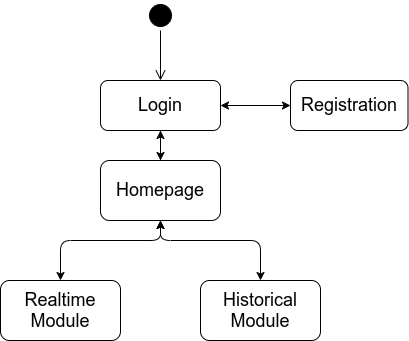 Login
Registration
Homepage
Realtime
Module
Historical
Module